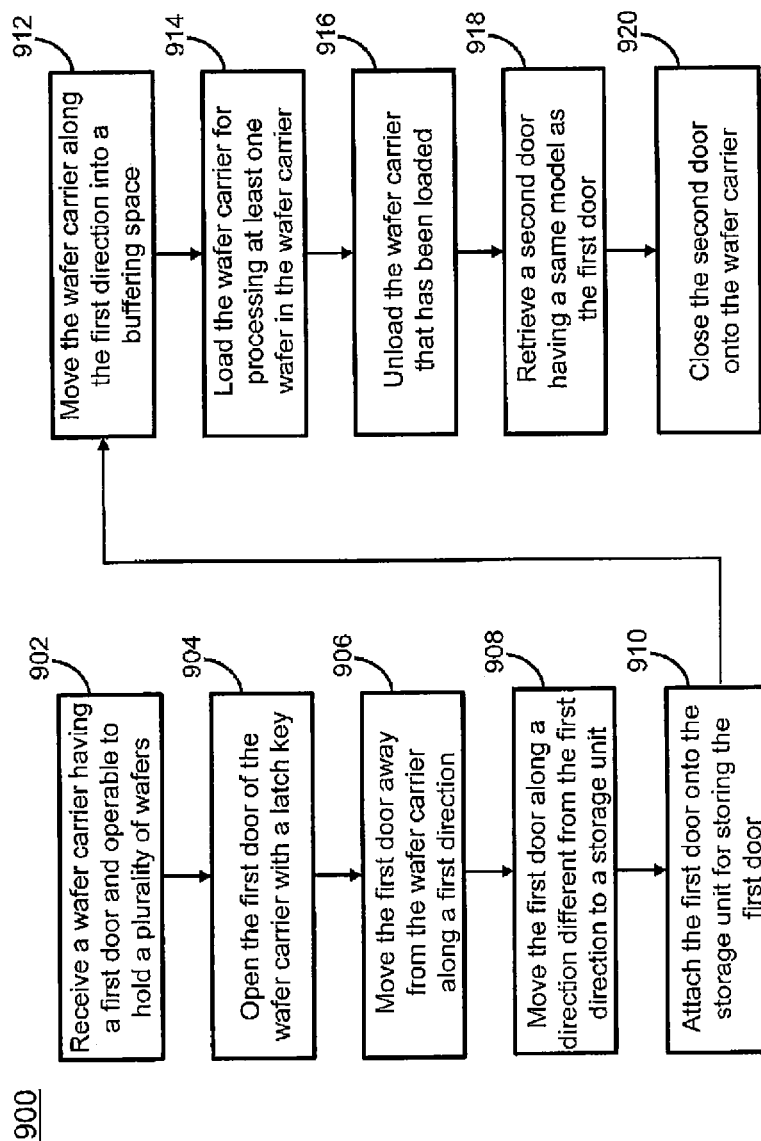 900
902
Receive a wafer carrier having
a first door and operable to
hold a plurality of wafers
904
Open the first door of the
wafer carrier with a latch key
906
Move the first door away
from the wafer carrier
along a first direction
908
Move the first door along a
direction different from the first
direction to a storage unit
910
Attach the first door onto the
storage unit for storing the
first door
912
Move the wafer carrier along
the first direction into a
buffering space
914
Load the wafer carrier for
processing at least one
wafer in the wafer carrier
916
Unload the wafer carrier
that has been loaded
918
Retrieve a second door
having a same model as
the first door
920
Close the second door
onto the wafer carrier